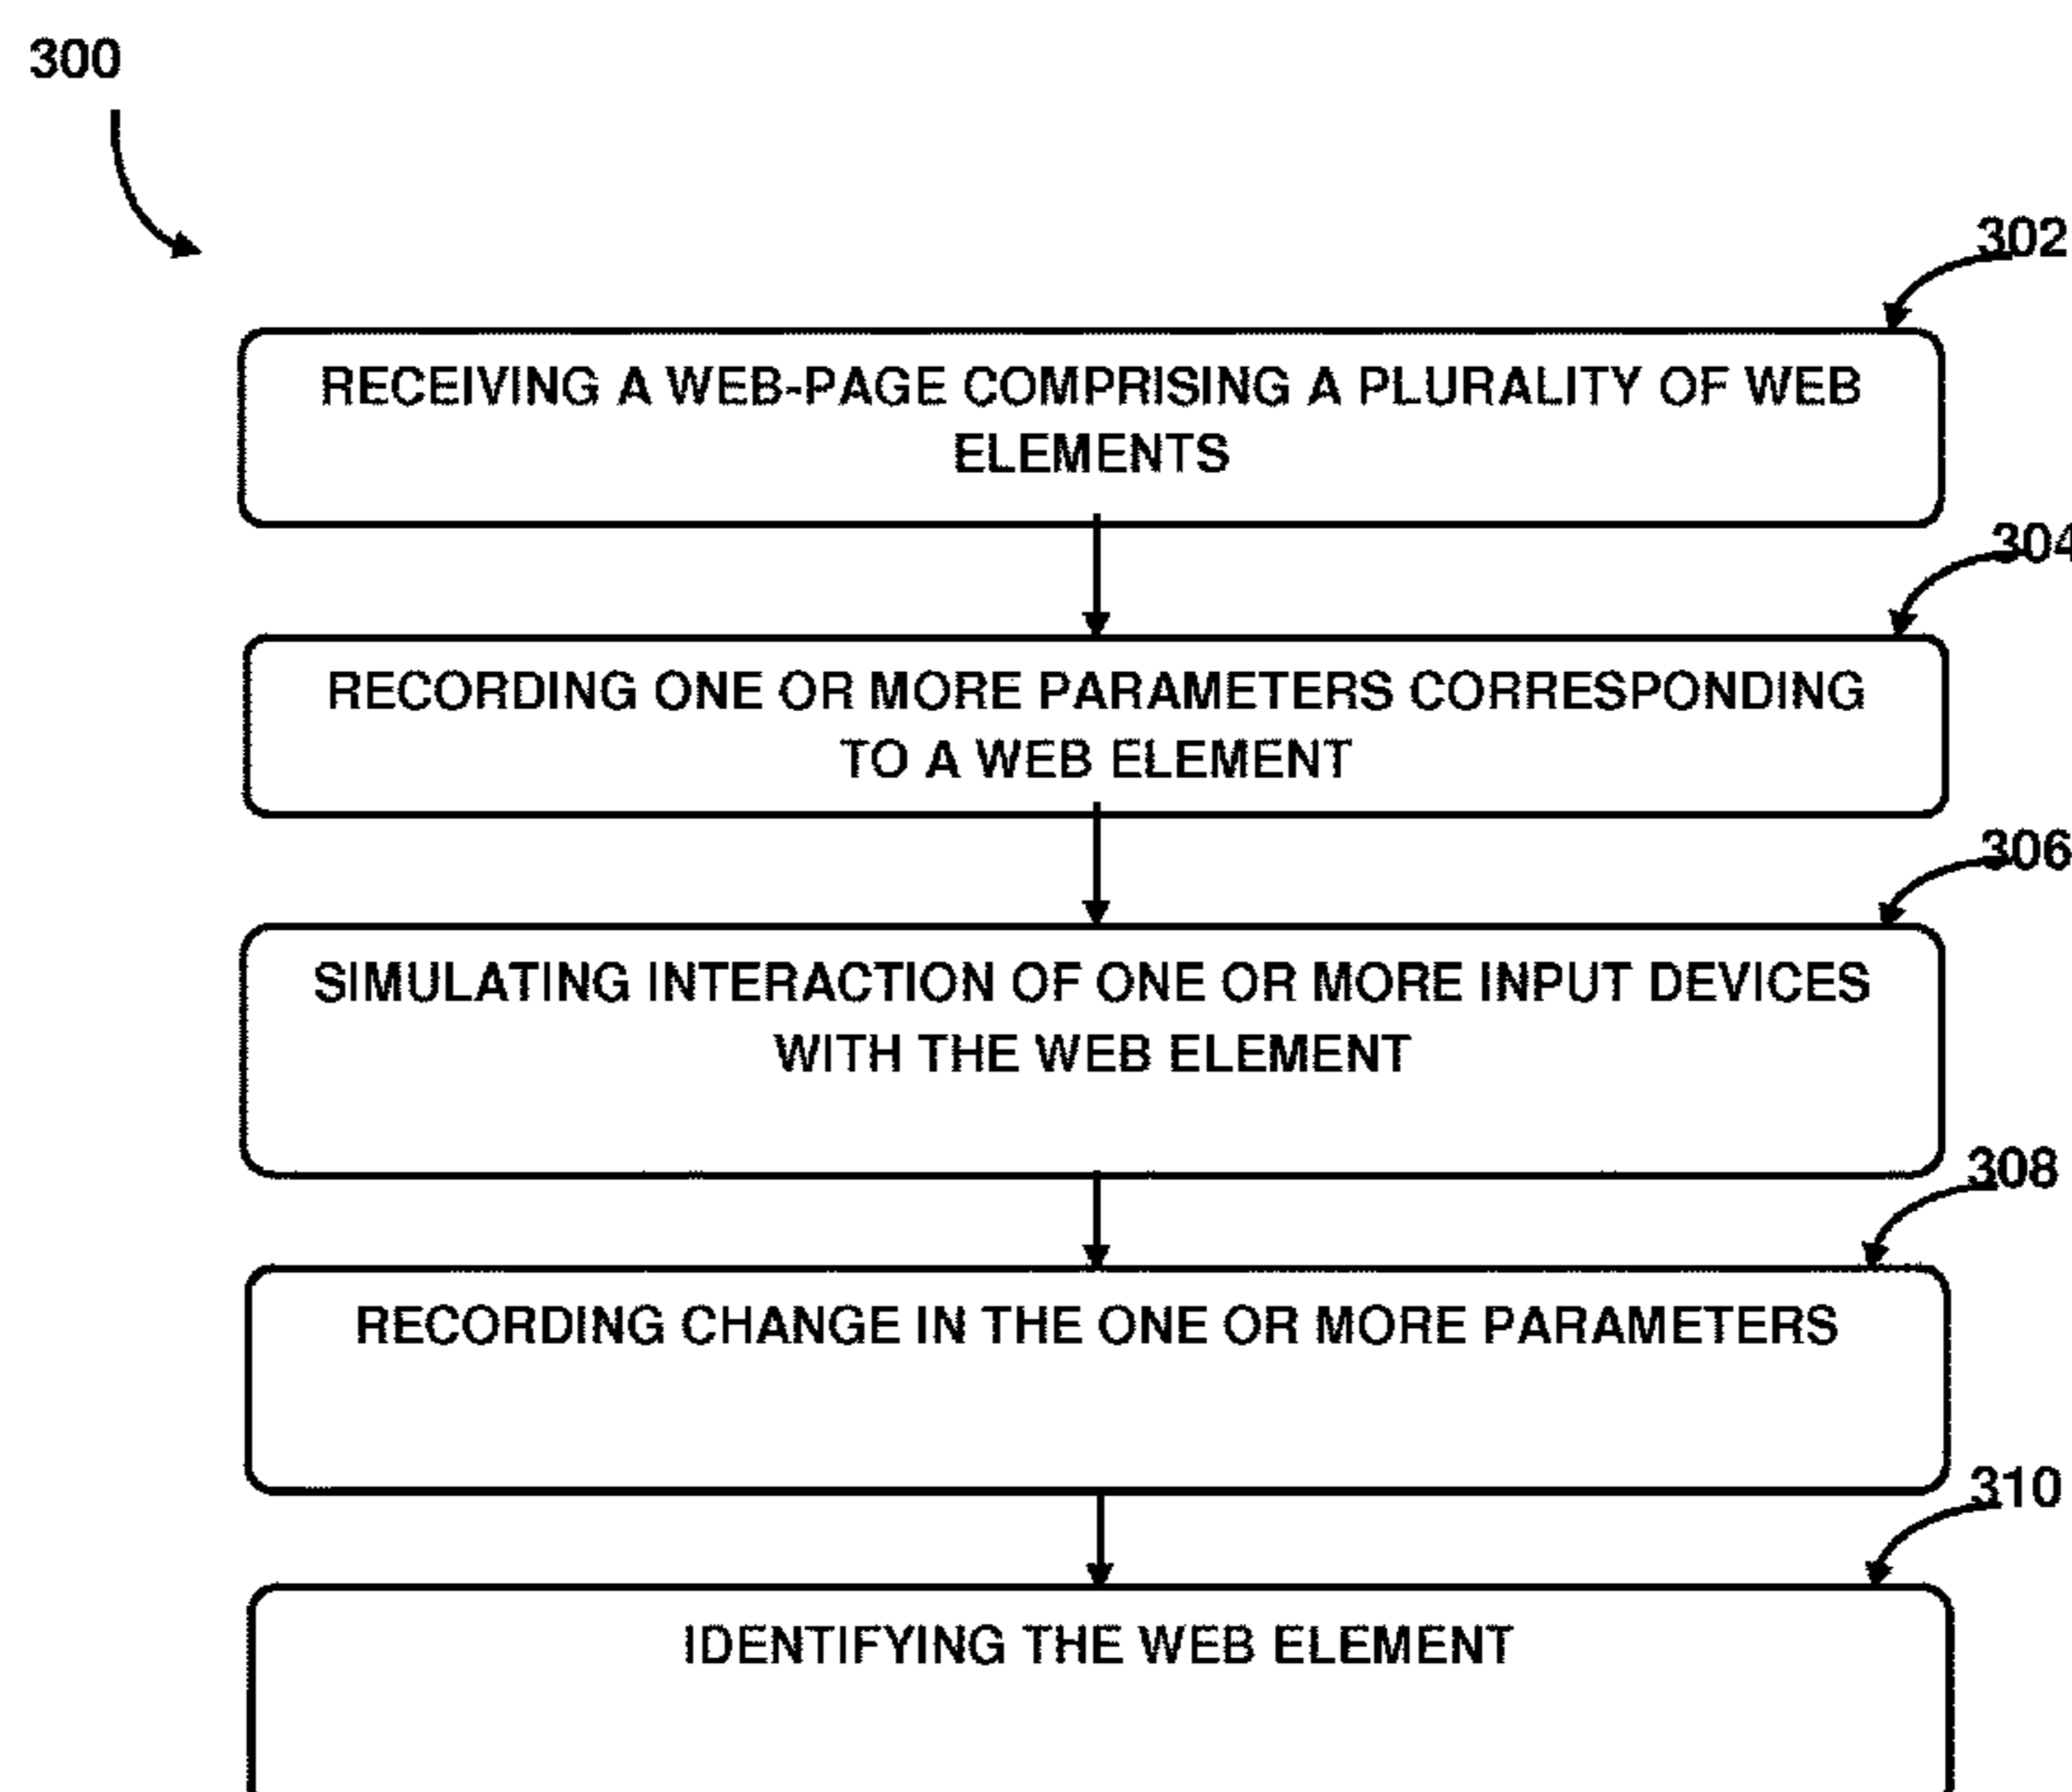 300
302
RECEIVING A WEB-PAGE COMPRISING A PLURALITY OF WEB
ELEMENTS
304
RECORDING ONE OR MORE PARAMETERS CORRESPONDING
TO A WEB ELEMENT
306
SIMULATING INTERACTION OF ONE OR MORE INPUT DEVICES
WITH THE WEB ELEMENT
308
RECORDING CHANGE IN THE ONE OR MORE PARAMETERS
310
IDENTIFYING THE WEB ELEMENT